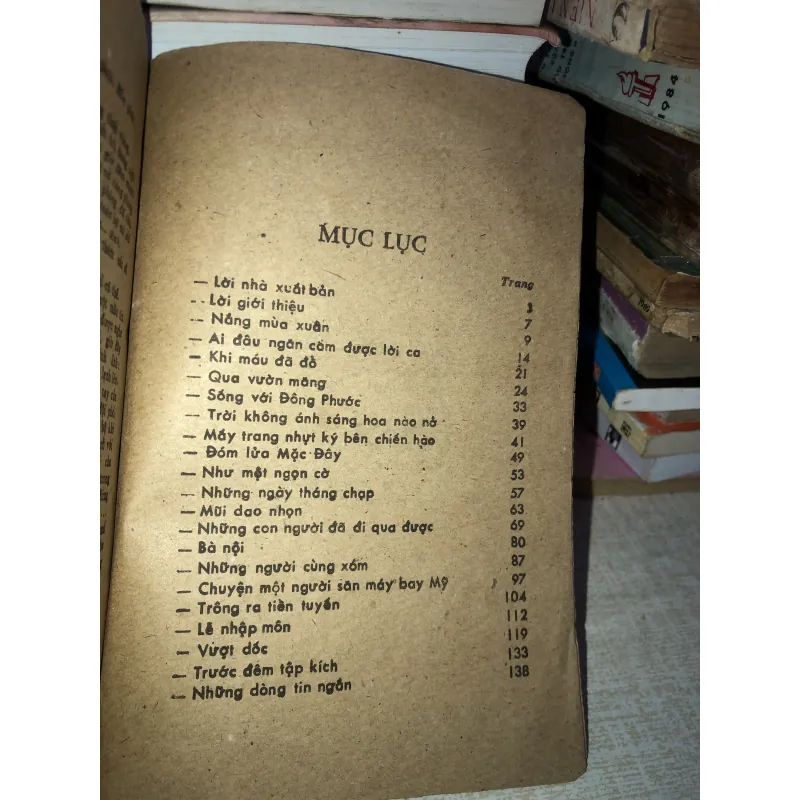 MỤC LỤC
Trang
— Lời nhà xuất bản 3
-- Lời giới thiệu 7
-- Nắng mùa xuân 9
— Ai đâu ngăn cấm được lời ca 14
— Khi máu đã đổ 21
— Qua vườn măng 24
— Sống với Đông Phước 33
— Trời không ánh sáng hoa nào nở 39
— Mấy trang nhựt ký bên chiến hào 41
— Đóm lửa Mặc Đây 49
— Như một ngọn cờ 53
— Những ngày tháng chạp 57
— Mũi dao nhọn 63
— Những con người đã đi qua được 69
— Bà nội 80
— Những người cùng xóm 87
— Chuyện một người săn máy bay Mỹ 97
— Trông ra tiền tuyến 104
— Lễ nhập môn 112
— Vượt dốc 119
— Trước đêm tập kích 133
— Những dòng tin ngắn 138
1984